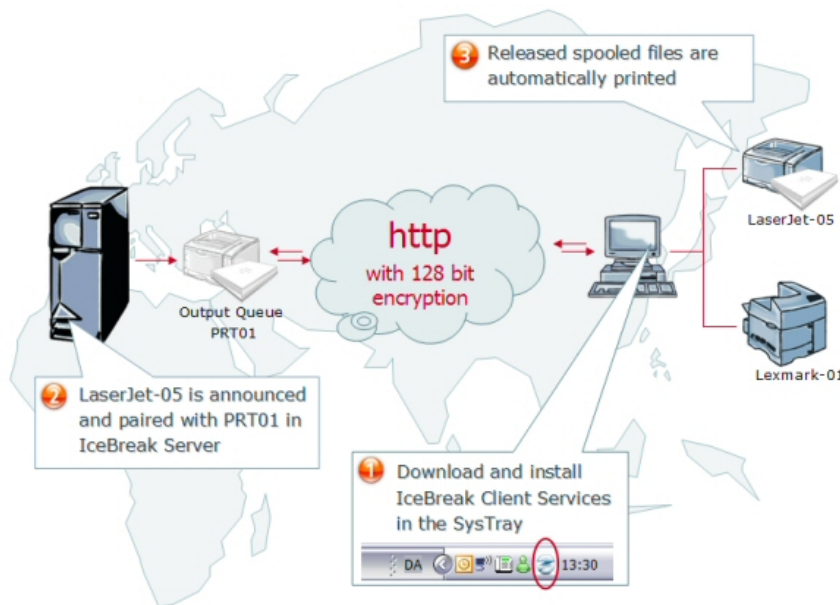 3 Released spooled files are
automatically printed
LaserJet-05
http
with 128 bit
encryption
Output Queue
PRT01
Lexmark-01
2 LaserJet-05 is announced
and paired with PRT01 in
IceBreak Server
1 Download and install
IceBreak Client Services
in the SysTray
DA 13:30